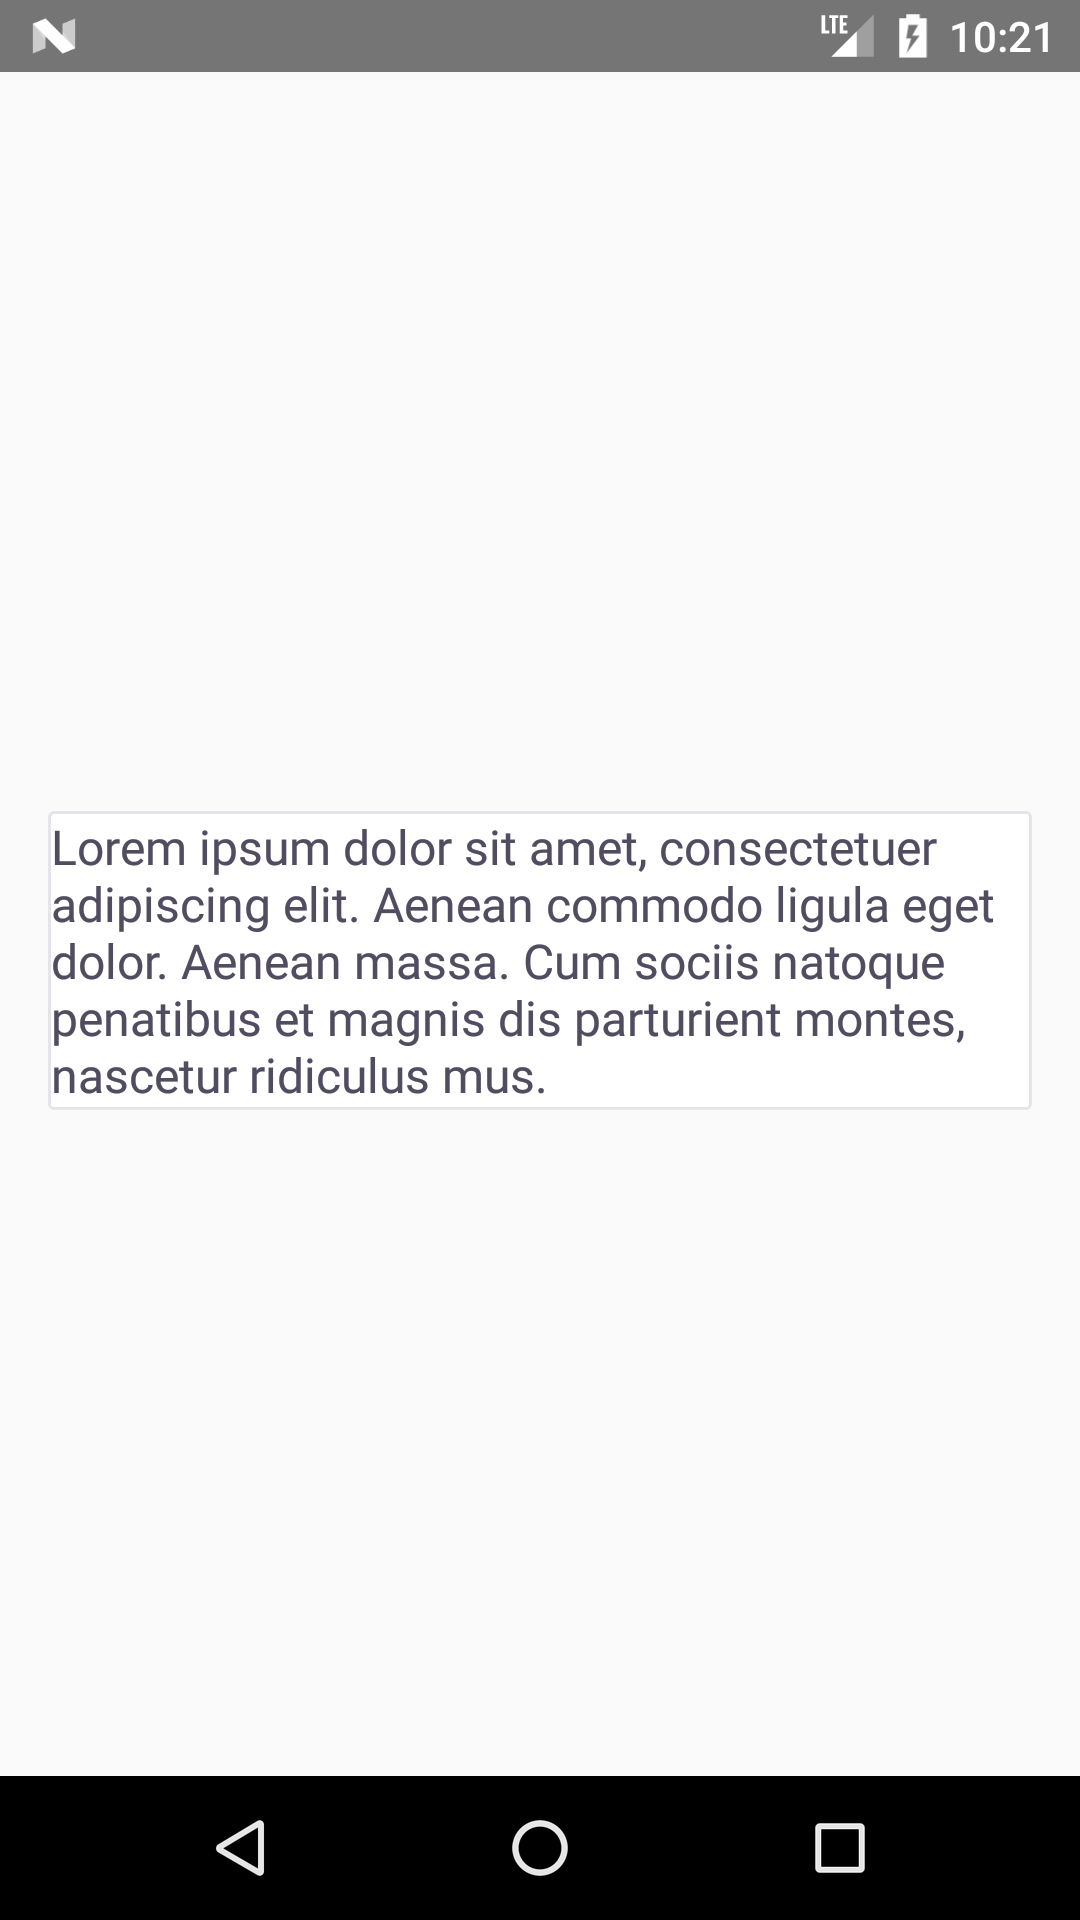 LTE 10:21
Lorem ipsum dolor sit amet, consectetuer
adipiscing elit. Aenean commodo ligula eget
dolor. Aenean massa. Cum sociis natoque
penatibus et magnis dis parturient montes,
nascetur ridiculus mus.